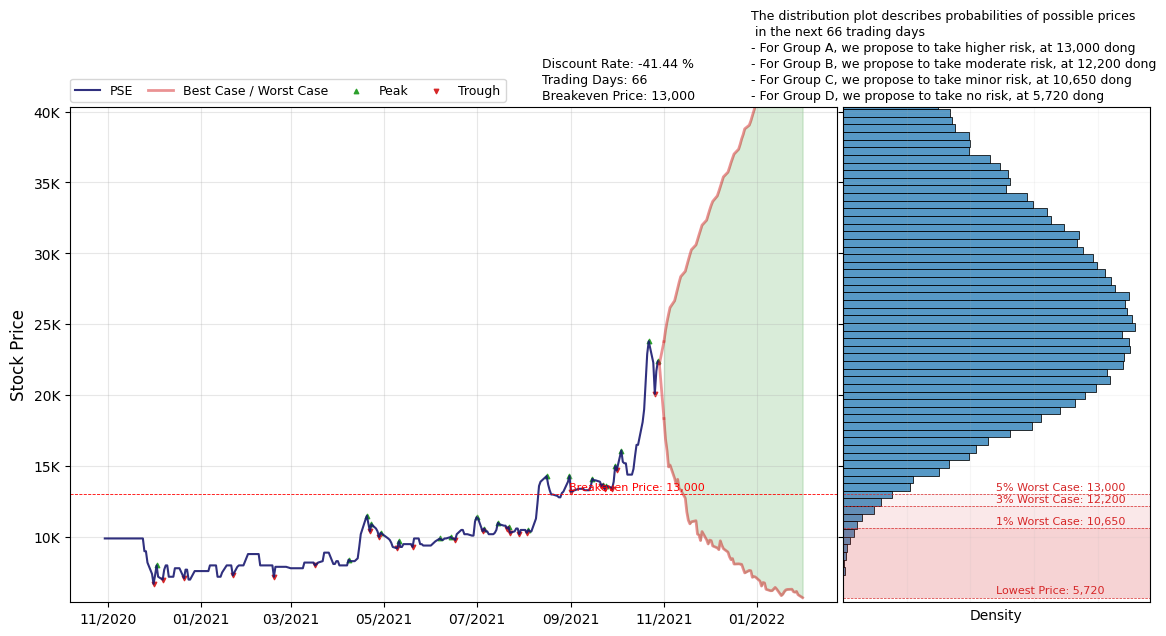 The distribution plot describes probabilities of possible prices
in the next 66 trading days
- For Group A, we propose to take higher risk, at 13,000 dong
- For Group B, we propose to take moderate risk, at 12,200 dong
- For Group C, we propose to take minor risk, at 10,650 dong
- For Group D, we propose to take no risk, at 5,720 dong
Discount Rate: -41.44 %
Trading Days: 66
Breakeven Price: 13,000
PSE
Best Case / Worst Case
Peak
Trough
Stock Price
40K
35K
30K
25K
20K
15K
10K
Breakeven Price: 13,000
5% Worst Case: 13,000
3% Worst Case: 12,200
1% Worst Case: 10,650
Lowest Price: 5,720
11/2020
01/2021
03/2021
05/2021
07/2021
09/2021
11/2021
01/2022
Density